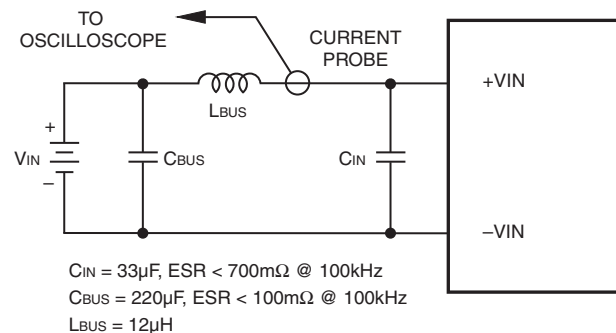 TO
OSCILLOSCOPE
CURRENT
PROBE
+VIN
LBUS
+
VIN
CBUS
CIN
–
–VIN
CIN = 33µF, ESR < 700mΩ @ 100kHz
CBUS = 220µF, ESR < 100mΩ @ 100kHz
LBUS = 12µH